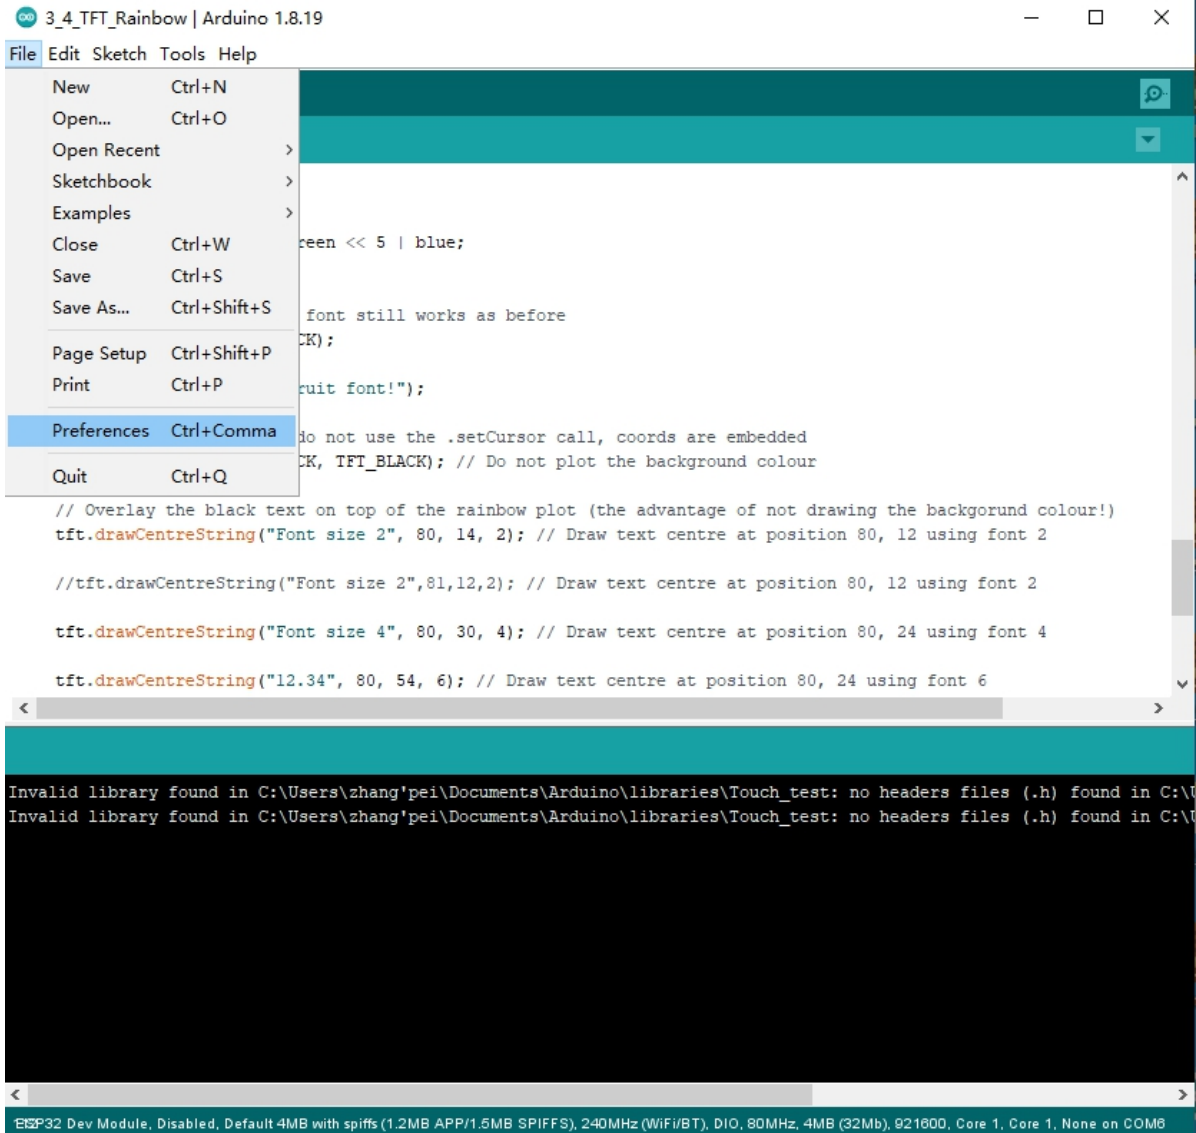 3_4_TFT_Rainbow | Arduino 1.8.19
File Edit Sketch Tools Help
New Ctrl+N
Open... Ctrl+O
Open Recent
Sketchbook
Examples
Close Ctrl+W
Save Ctrl+S
Save As... Ctrl+Shift+S
Page Setup Ctrl+Shift+P
Print Ctrl+P
Preferences Ctrl+Comma
Quit Ctrl+Q
reen << 5 | blue;
font still works as before
CK);
ruit font!");
do not use the .setCursor call, coords are embedded
CK, TFT_BLACK); // Do not plot the background colour
// Overlay the black text on top of the rainbow plot (the advantage of not drawing the backgorund colour!)
tft.drawCentreString("Font size 2", 80, 14, 2); // Draw text centre at position 80, 12 using font 2
//tft.drawCentreString("Font size 2",81,12,2); // Draw text centre at position 80, 12 using font 2
tft.drawCentreString("Font size 4", 80, 30, 4); // Draw text centre at position 80, 24 using font 4
tft.drawCentreString("12.34", 80, 54, 6); // Draw text centre at position 80, 24 using font 6
Invalid library found in C:\Users\zhang'pei\Documents\Arduino\libraries\Touch_test: no headers files (.h) found in C:\U
Invalid library found in C:\Users\zhang'pei\Documents\Arduino\libraries\Touch_test: no headers files (.h) found in C:\U
ESP32 Dev Module, Disabled, Default 4MB with spiffs (1.2MB APP/1.5MB SPIFFS), 240MHz (WiFi/BT), DIO, 80MHz, 4MB (32Mb), 921600, Core 1, Core 1, None on COM6